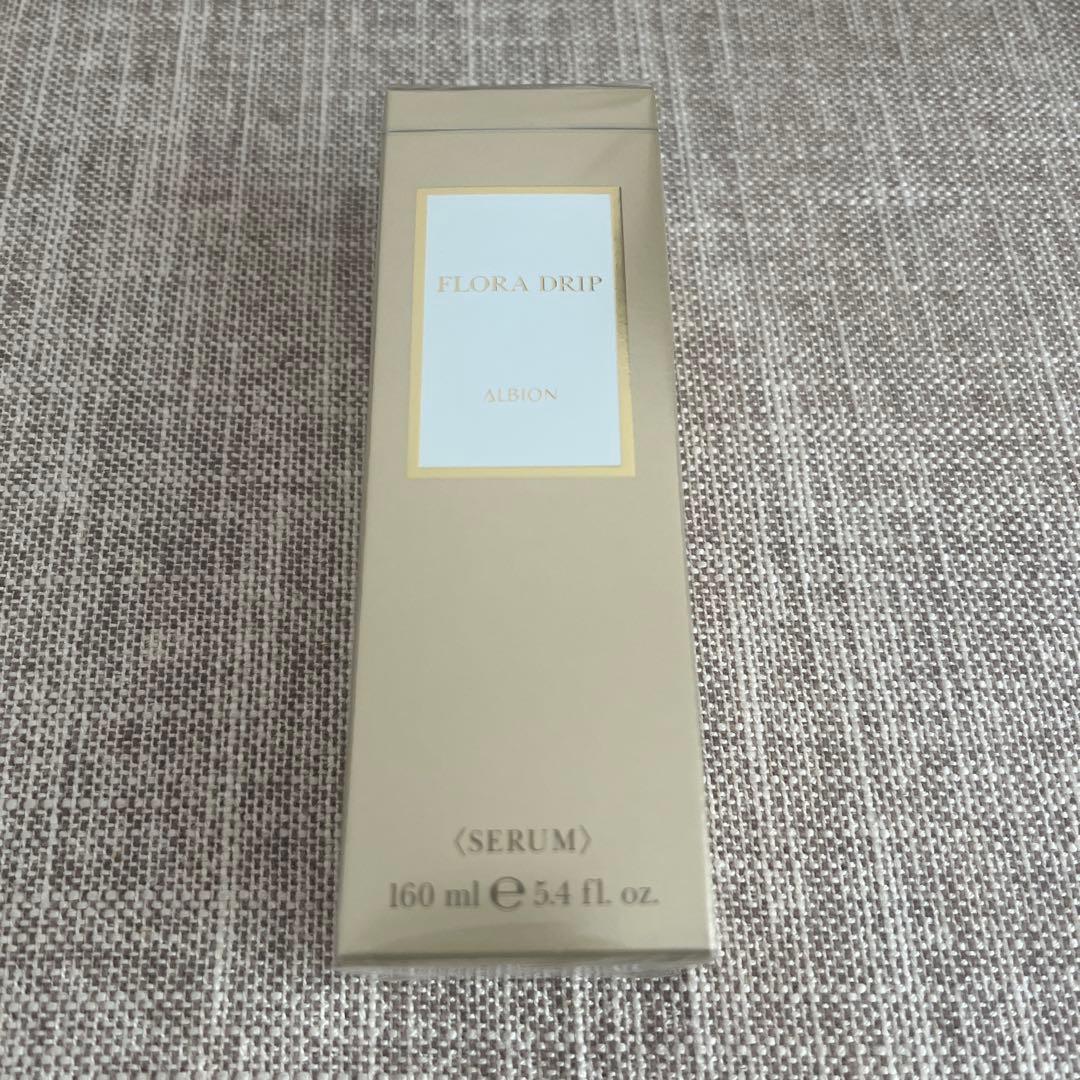 FLORA DRIP
ALBION
〈SERUM〉
160 ml ℮ 5.4 fl. oz.